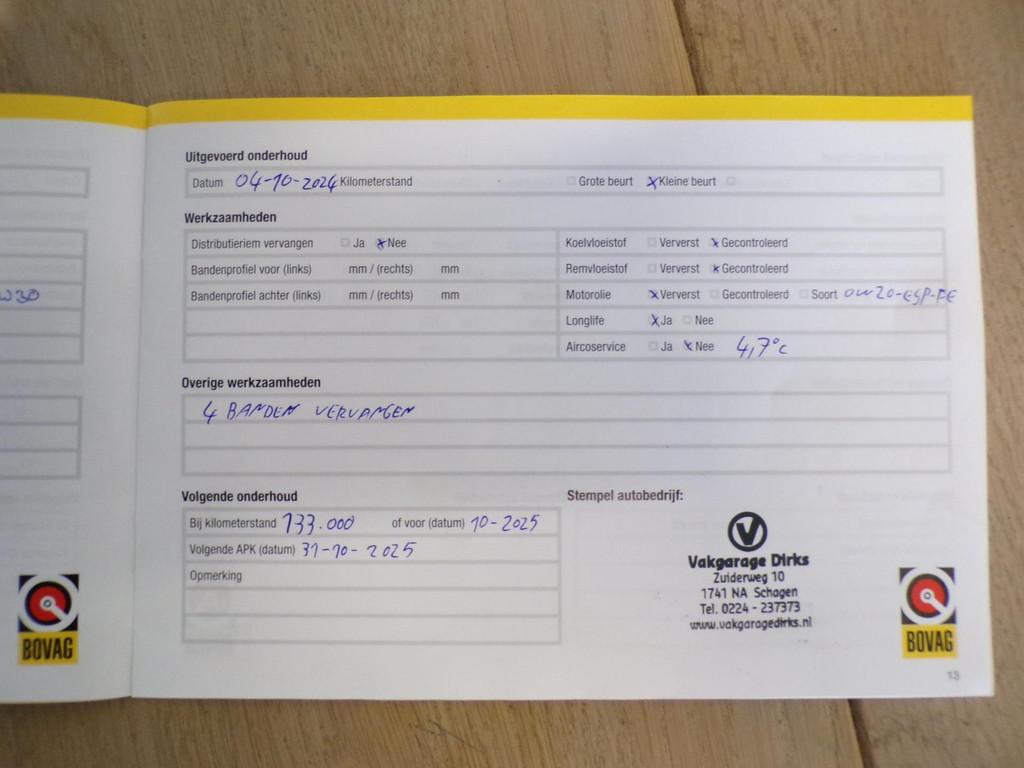 Uitgevoerd onderhoud
Datum 04-10-2024 Kilometerstand Grote beurt Kleine beurt
Werkzaamheden
Distributieriem vervangen Ja Nee Koelvloeistof Ververst Gecontroleerd
Bandenprofiel voor (links) mm / (rechts) mm Remvloeistof Ververst Gecontroleerd
W30
Bandenprofiel achter (links) mm / (rechts) mm Motorolie Ververst Gecontroleerd Soort 0W20-ESP-FE
Longlife Ja Nee
Aircoservice Ja Nee 4,7°C
Overige werkzaamheden
4 BANDEN VERVANGEN
Volgende onderhoud
Bij kilometerstand 133.000 of voor (datum) 10-2025
Volgende APK (datum) 31-10-2025
Opmerking
Stempel autobedrijf:
Vakgarage Dirks
Zuiderweg 10
1741 NA Schagen
Tel. 0224 - 237373
www.vakgaragedirks.nl
BOVAG
BOVAG
13